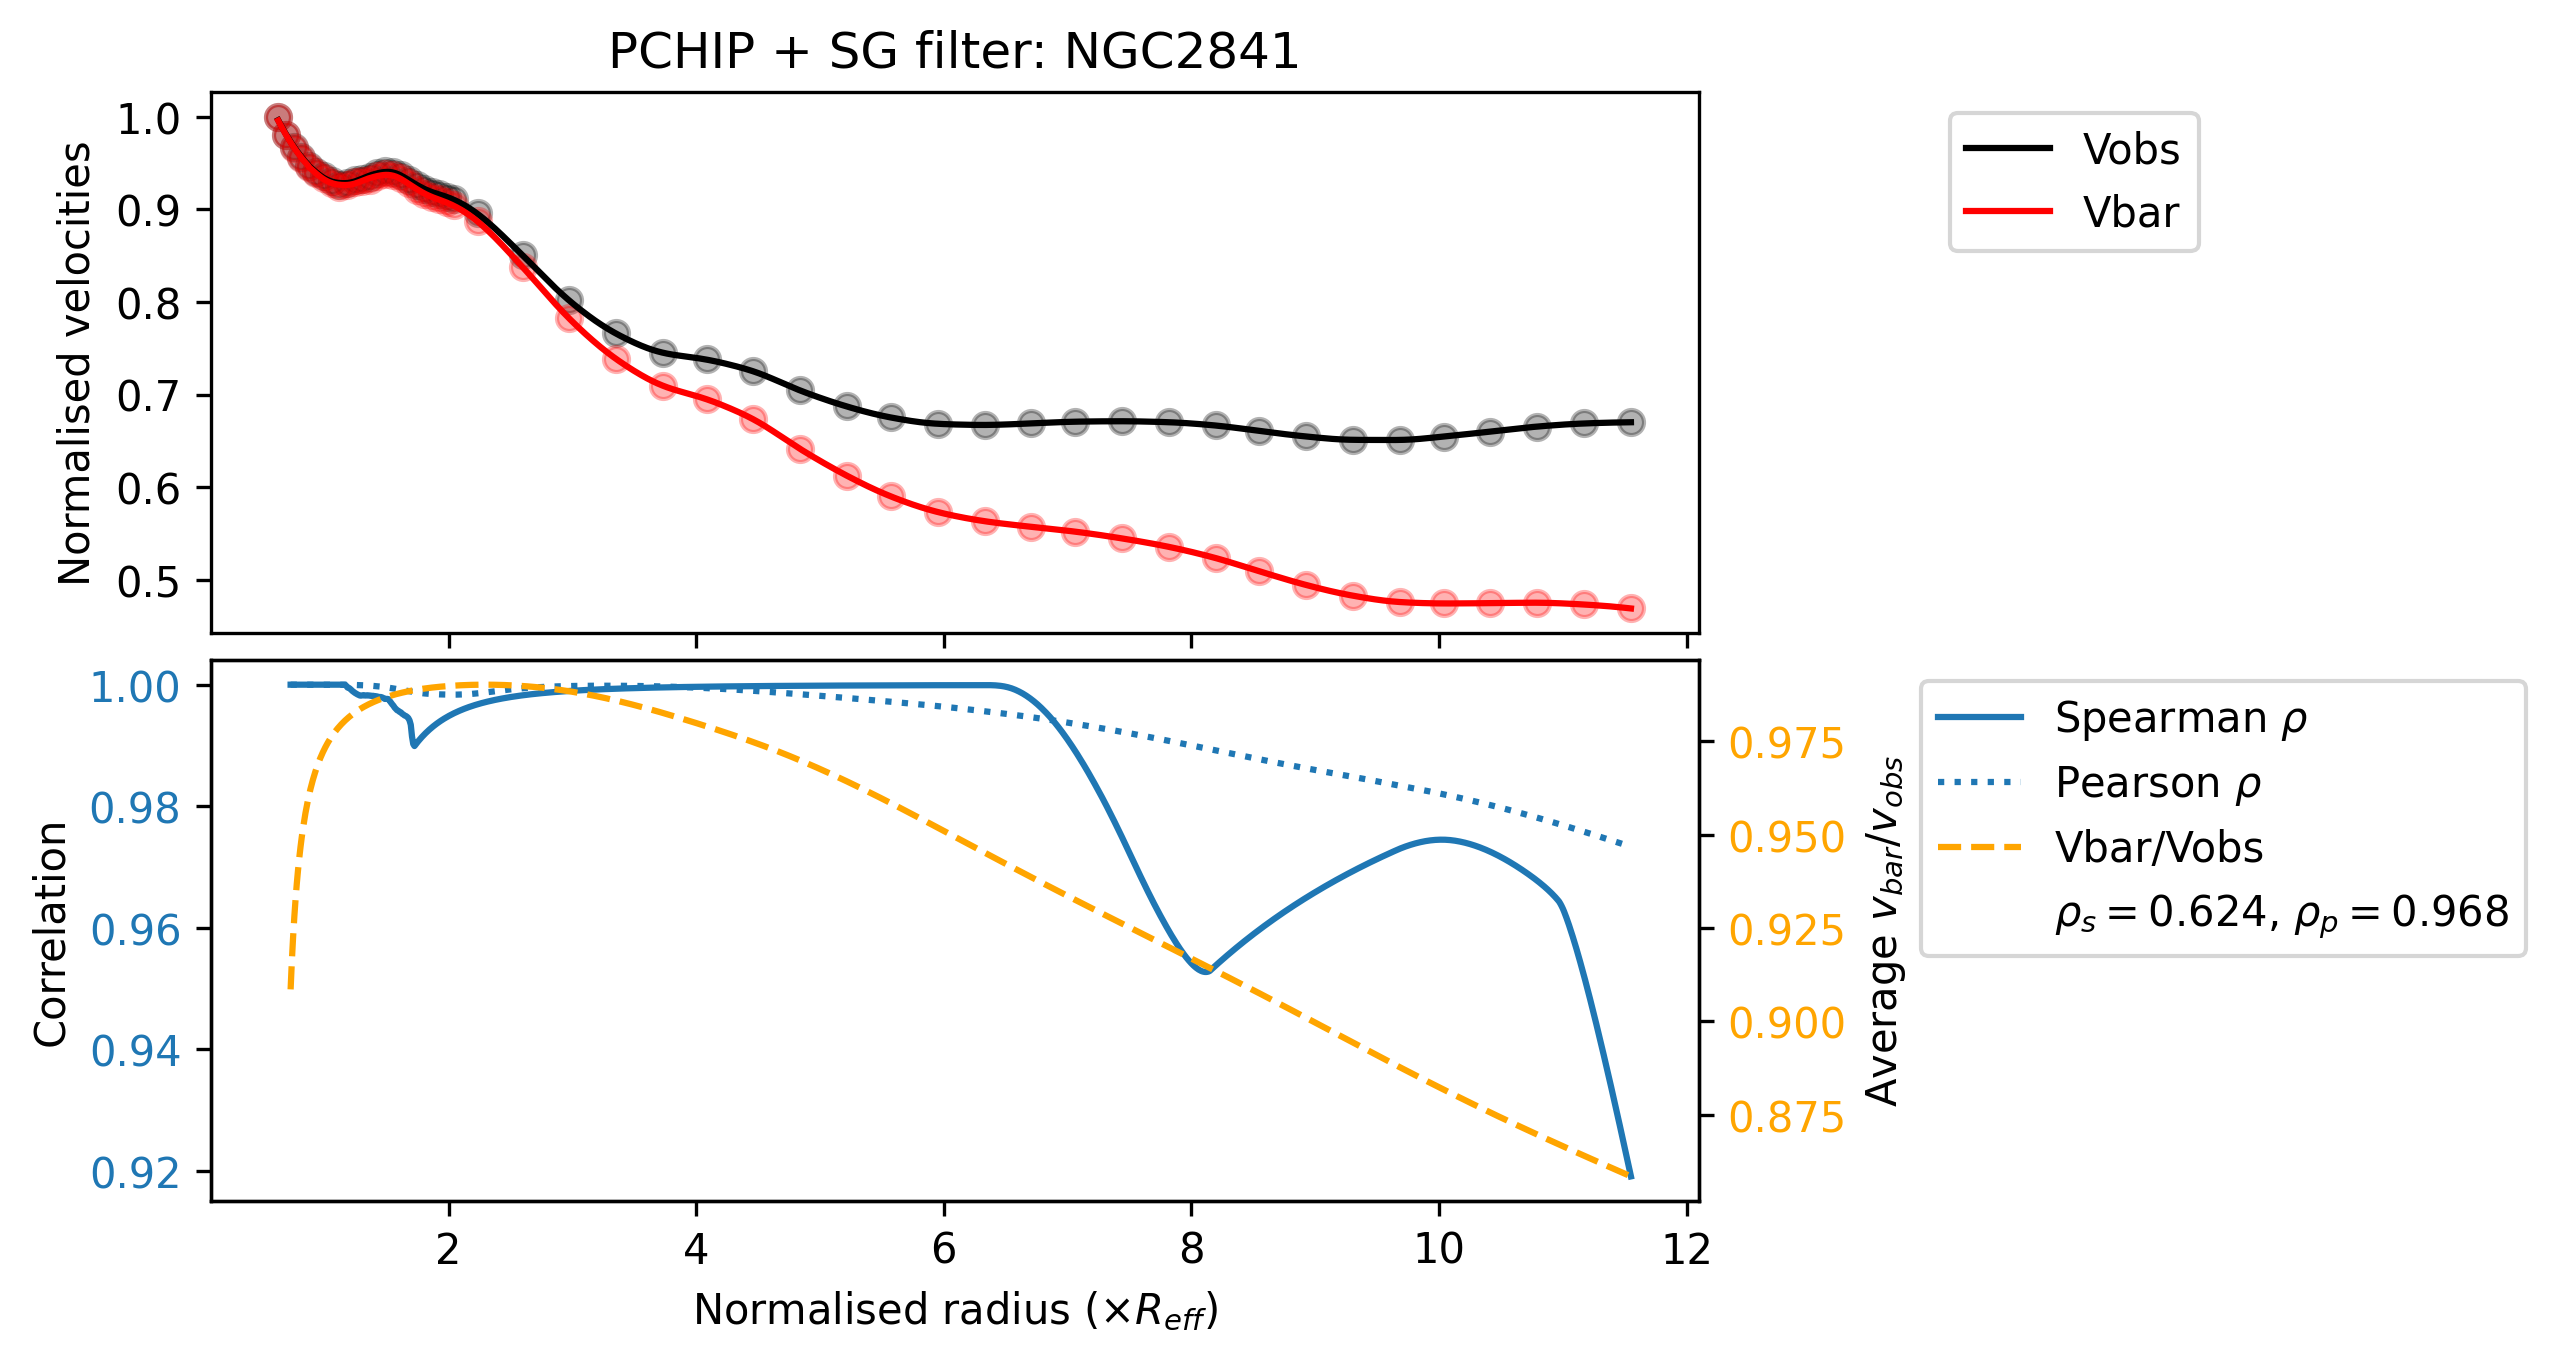 PCHIP + SG filter: NGC2841
Normalised velocities
1.0
0.9
0.8
0.7
0.6
0.5
Vobs
Vbar
Correlation
1.00
0.98
0.96
0.94
0.92
2 4 6 8 10 12
Normalised radius (×R_eff)
0.975
0.950
0.925
0.900
0.875
Average v_bar/v_obs
Spearman ρ
Pearson ρ
Vbar/Vobs
ρ_s = 0.624, ρ_p = 0.968